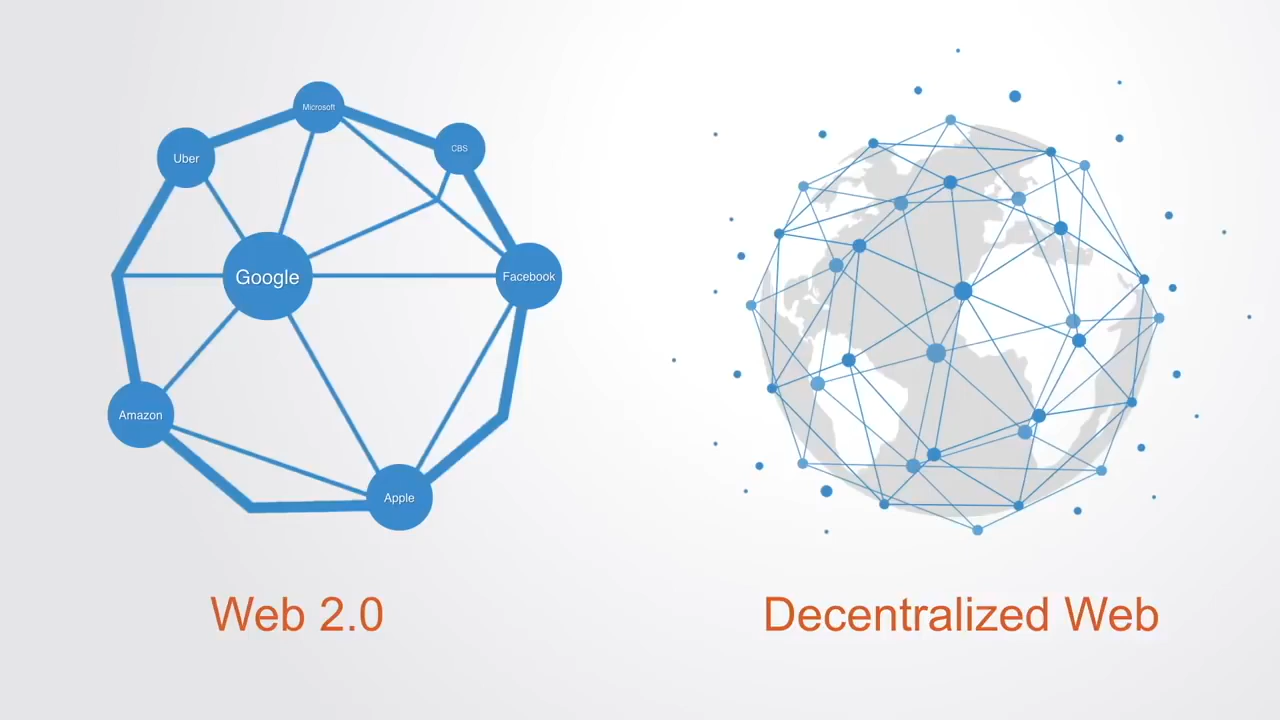 Microsoft
CBS
Uber
Google
Facebook
Amazon
Apple
Web 2.0
Decentralized Web